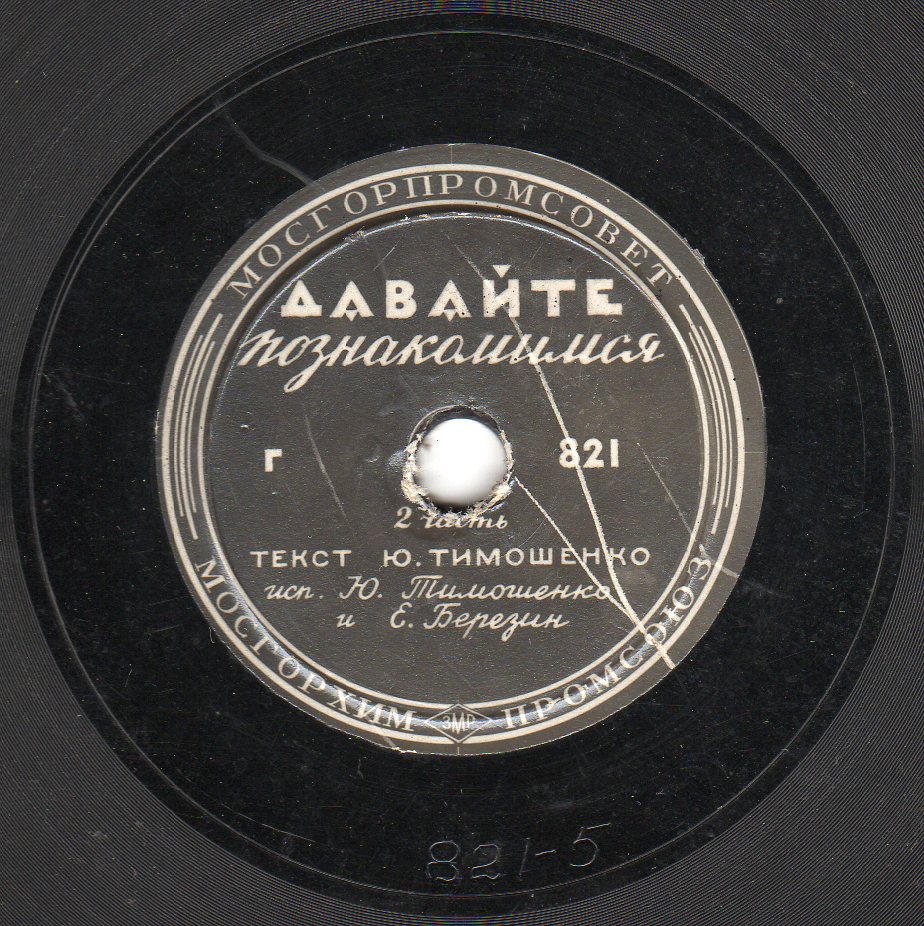 МОСГОРПРОМСОВЕТ
ДАВАЙТЕ
познакомимся
Г 821
2 часть
ТЕКСТ Ю. ТИМОШЕНКО
исп. Ю. Тимошенко
и Е. Березин
МОСГОРХИМ ЗМР ПРОМСОЮЗ
821-5